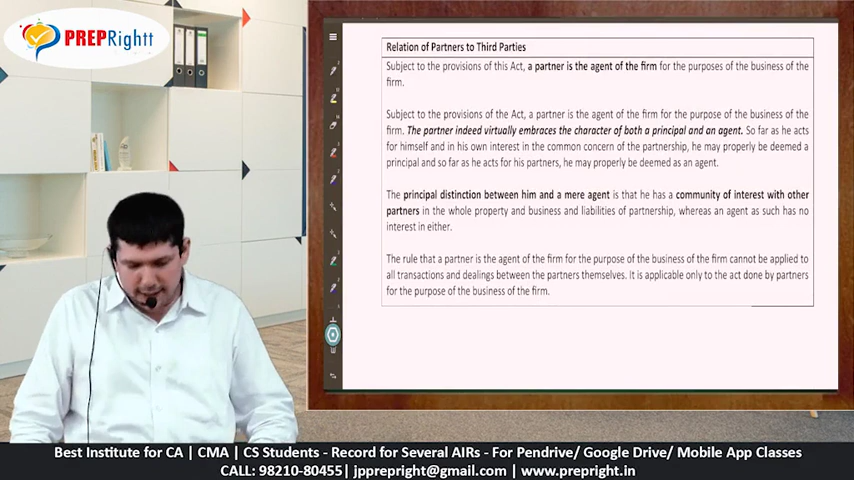 PREPRightt
Relation of Partners to Third Parties
Subject to the provisions of this Act, a partner is the agent of the firm for the purposes of the business of the
firm.
Subject to the provisions of the Act, a partner is the agent of the firm for the purpose of the business of the
firm. The partner indeed virtually embraces the character of both a principal and an agent. So far as he acts
for himself and in his own interest in the common concern of the partnership, he may properly be deemed a
principal and so far as he acts for his partners, he may properly be deemed as an agent.
The principal distinction between him and a mere agent is that he has a community of interest with other
partners in the whole property and business and liabilities of partnership, whereas an agent as such has no
interest in either.
The rule that a partner is the agent of the firm for the purpose of the business of the firm cannot be applied to
all transactions and dealings between the partners themselves. It is applicable only to the act done by partners
for the purpose of the business of the firm.
Best Institute for CA | CMA | CS Students - Record for Several AIRs - For Pendrive/ Google Drive/ Mobile App Classes
CALL: 98210-80455| jpprepright@gmail.com | www.prepright.in